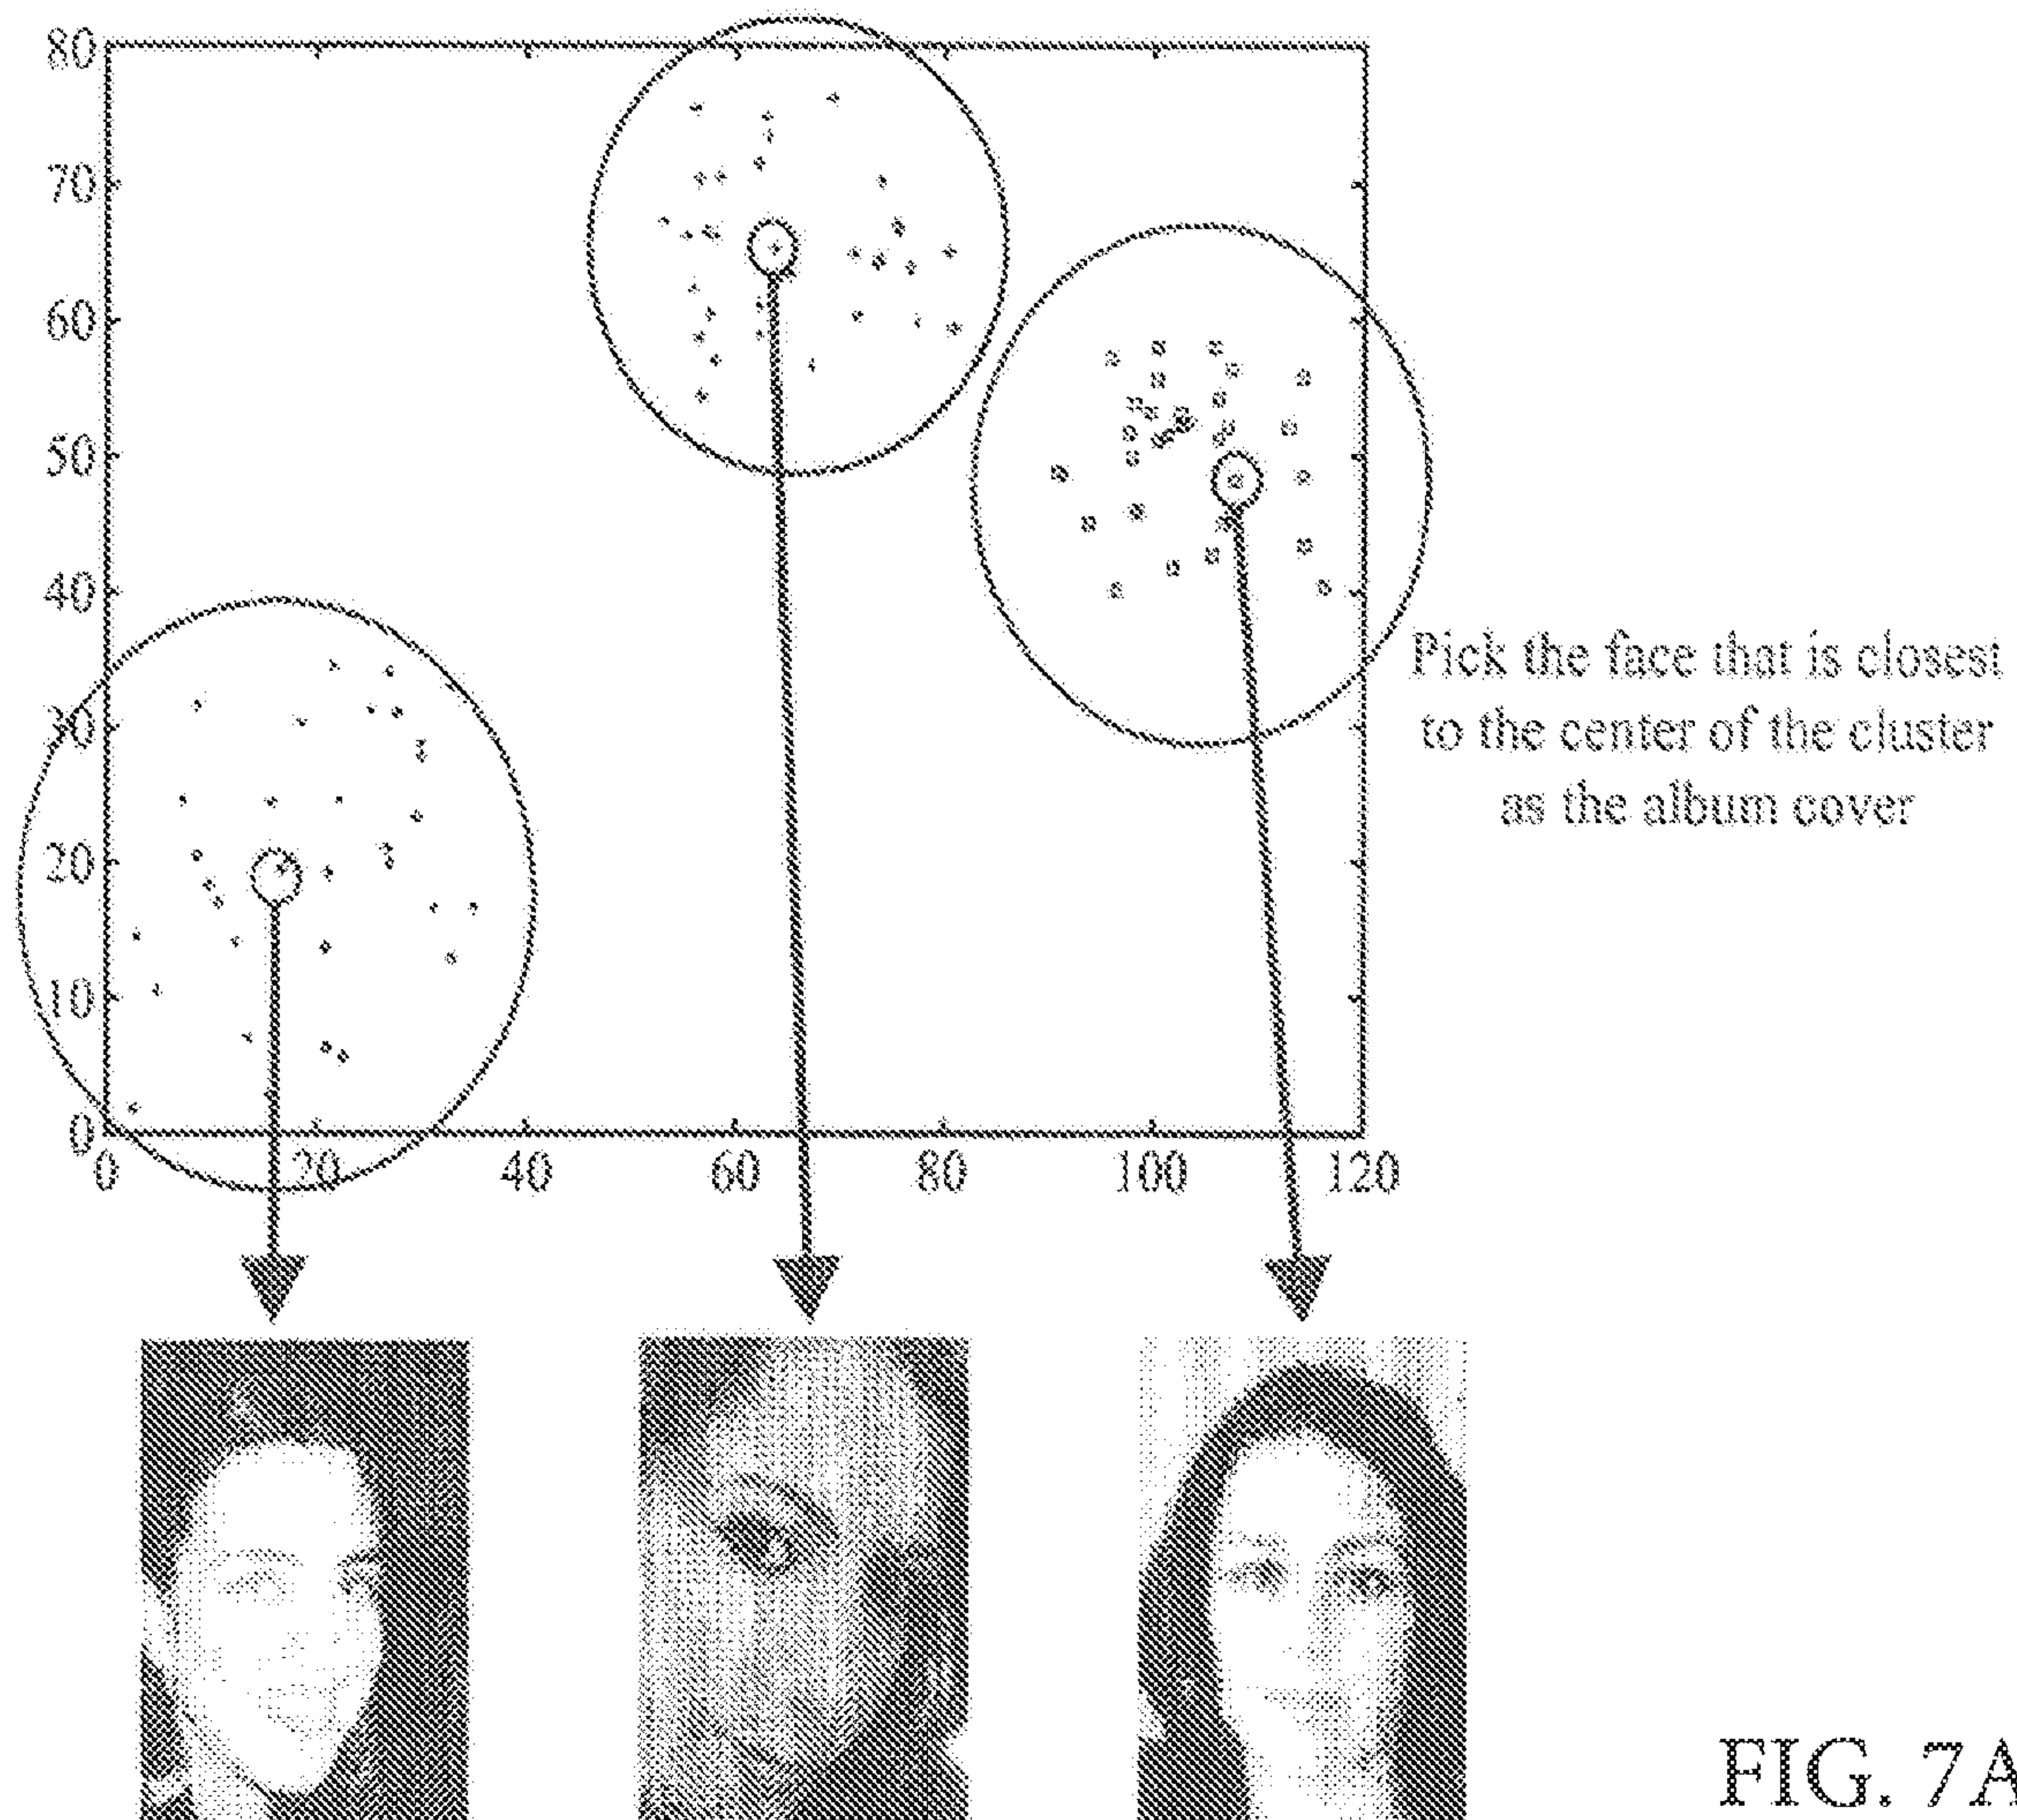 80
70
60
50
40
30
20
10
0
0 20 40 60 80 100 120
Pick the face that is closest
to the center of the cluster
as the album cover
FIG. 7A